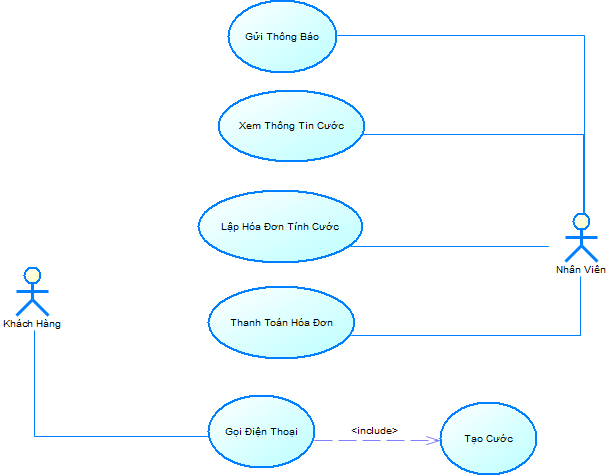 Gửi Thông Báo
Xem Thông Tin Cước
Lập Hóa Đơn Tính Cước
Nhân Viên
Thanh Toán Hóa Đơn
Khách Hàng
Gọi Điện Thoại
<include>
Tạo Cước